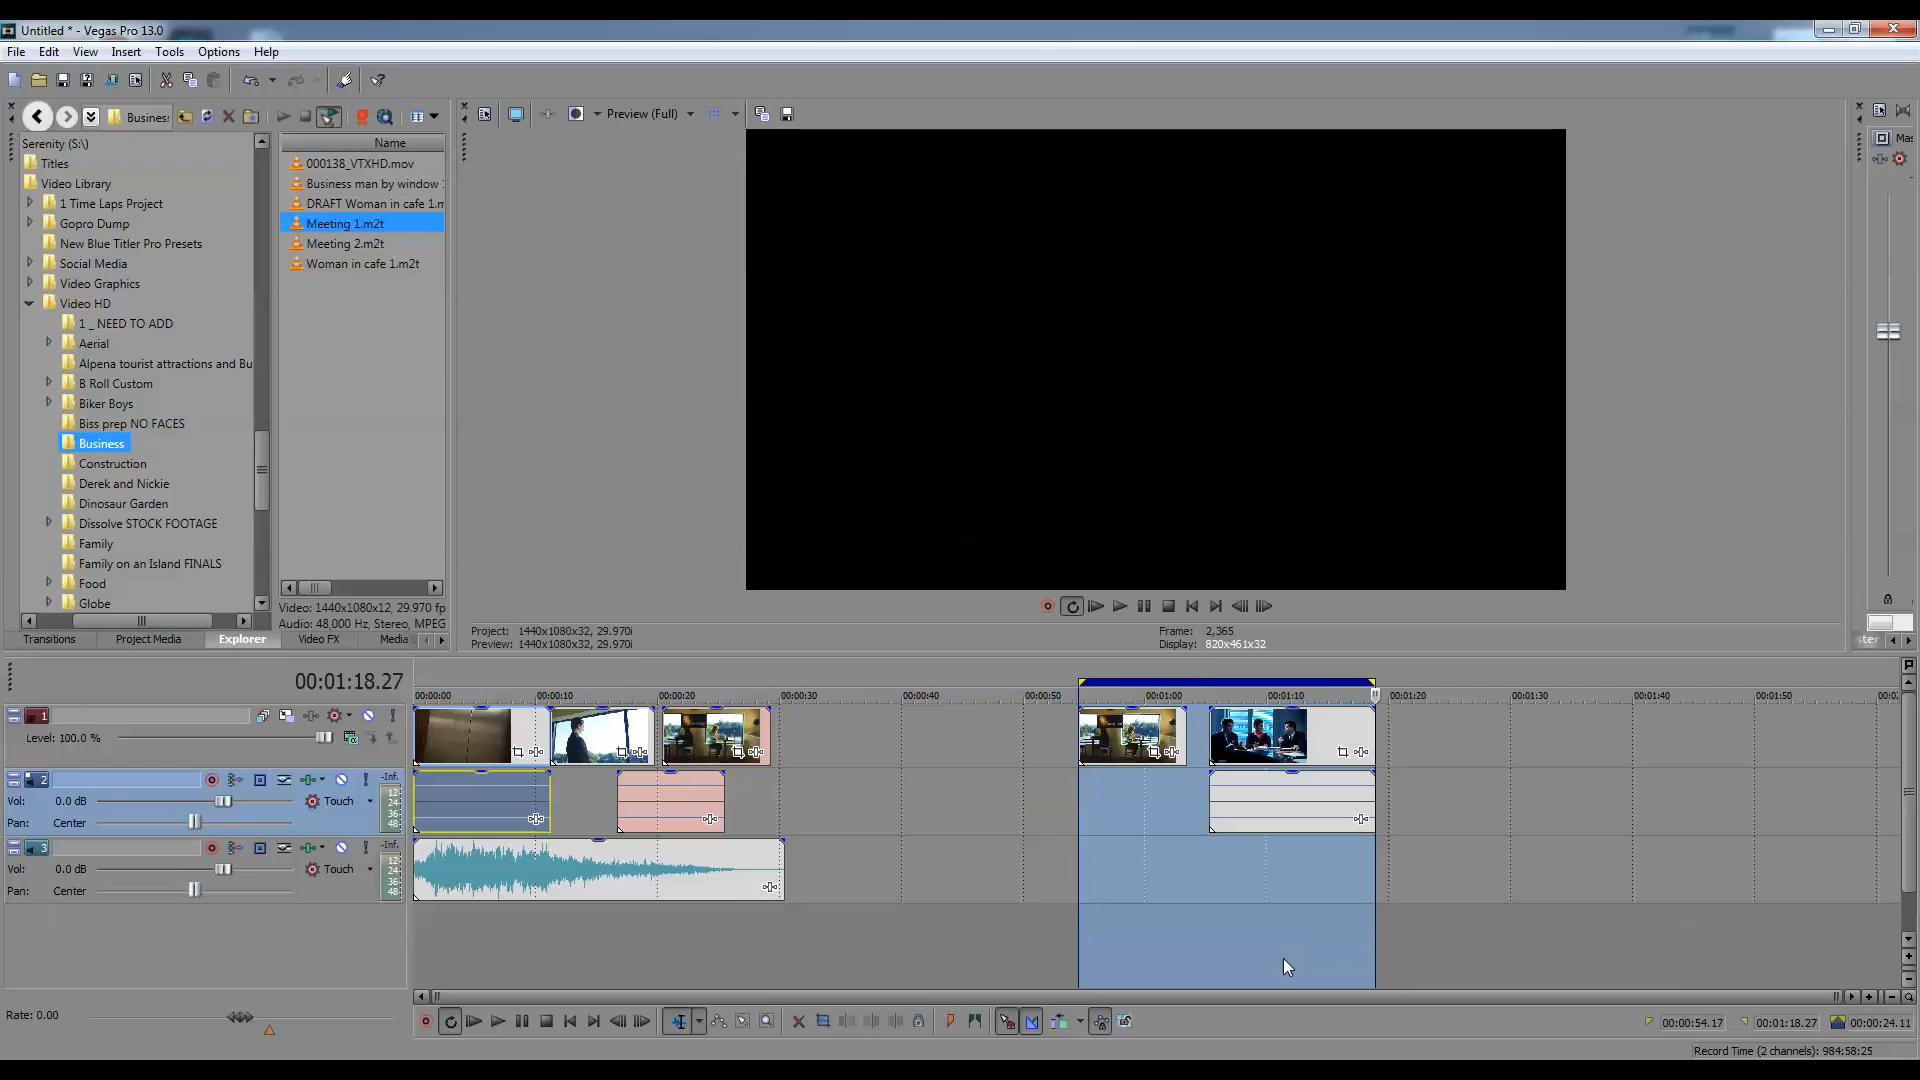 Untitled * - Vegas Pro 13.0
File Edit View Insert Tools Options Help
Business
Preview (Full)
Mas
Serenity (S:\)
Titles
Video Library
1 Time Laps Project
Gopro Dump
New Blue Titler Pro Presets
Social Media
Video Graphics
Video HD
1 _ NEED TO ADD
Aerial
Alpena tourist attractions and Bu
B Roll Custom
Biker Boys
Biss prep NO FACES
Business
Construction
Derek and Nickie
Dinosaur Garden
Dissolve STOCK FOOTAGE
Family
Family on an Island FINALS
Food
Globe
Name
000138_VTXHD.mov
Business man by window
DRAFT Woman in cafe 1.m
Meeting 1.m2t
Meeting 2.m2t
Woman in cafe 1.m2t
Video: 1440x1080x12, 29.970 fp
Audio: 48,000 Hz, Stereo, MPEG
Transitions Project Media Explorer Video FX Media
Project: 1440x1080x32, 29.970i
Preview: 1440x1080x32, 29.970i
Frame: 2,365
Display: 820x461x32
ster
00:01:18.27
00:00:00 00:00:10 00:00:20 00:00:30 00:00:40 00:00:50 00:01:00 00:01:10 00:01:20 00:01:30 00:01:40 00:01:50 00:0
1
Level: 100.0 %
2
-Inf.
Vol: 0.0 dB Touch
Pan: Center
12
24
36
48
3
-Inf.
Vol: 0.0 dB Touch
Pan: Center
12
24
36
48
Rate: 0.00
00:00:54.17 00:01:18.27 00:00:24.11
Record Time (2 channels): 984:58:25